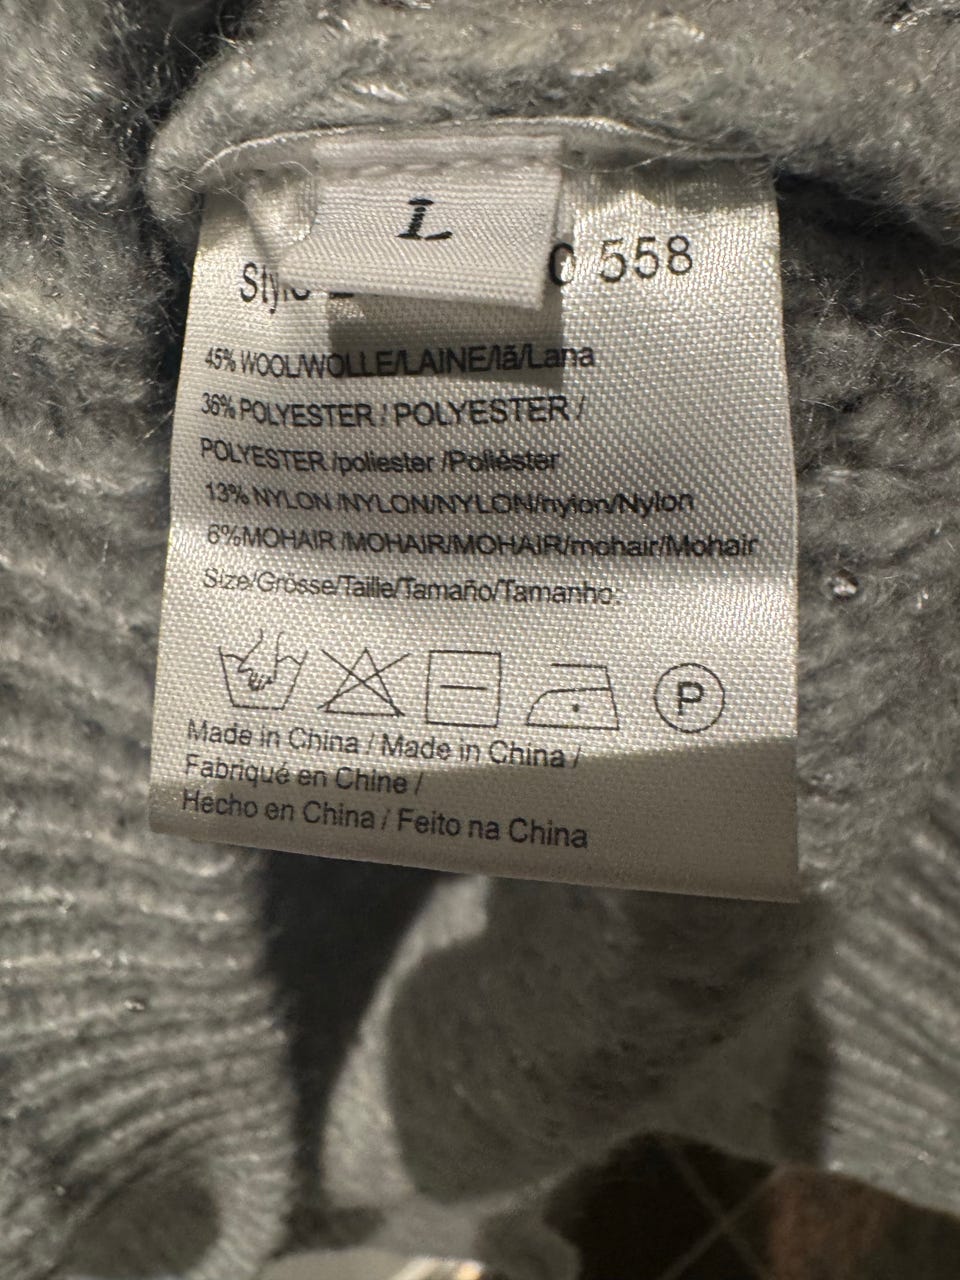 L
558
45% WOOL/WOLLE/LAINE/lã/Lana
36% POLYESTER / POLYESTER /
POLYESTER /poliester /Poliéster
13% NYLON /NYLON/NYLON/nylon/Nylon
6%MOHAIR /MOHAIR/MOHAIR/mohair/Mohair
Size/Grösse/Taille/Tamaño/Tamanho:
P
Made in China / Made in China /
Fabriqué en Chine /
Hecho en China / Feito na China